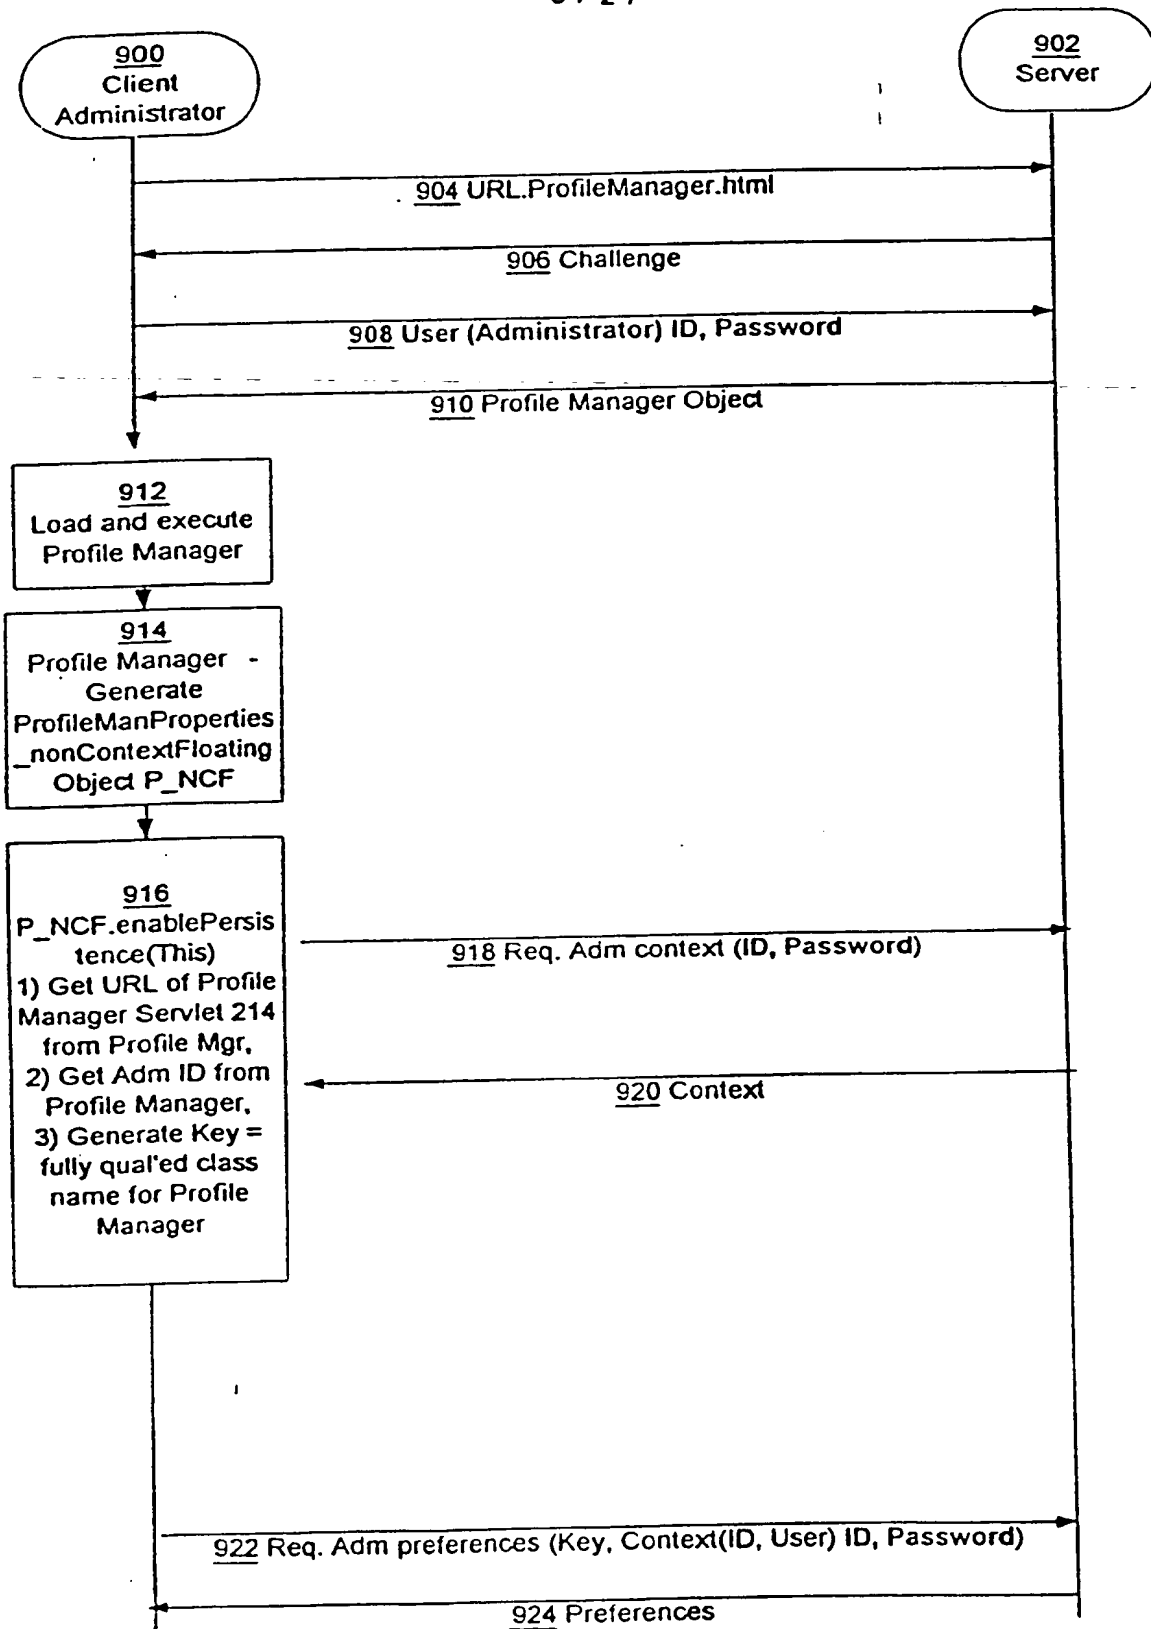 900
Client
Administrator
902
Server
904 URL.ProfileManager.html
906 Challenge
908 User (Administrator) ID, Password
910 Profile Manager Object
912
Load and execute
Profile Manager
914
Profile Manager -
Generate
ProfileManProperties
_nonContextFloating
Object P_NCF
916
P_NCF.enablePersis
tence(This)
1) Get URL of Profile
Manager Servlet 214
from Profile Mgr,
2) Get Adm ID from
Profile Manager,
3) Generate Key =
fully qual'ed class
name for Profile
Manager
918 Req. Adm context (ID, Password)
920 Context
922 Req. Adm preferences (Key, Context(ID, User) ID, Password)
924 Preferences